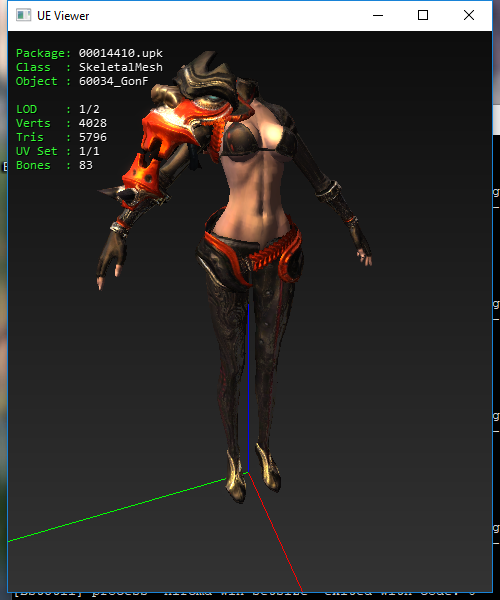 UE Viewer
Package: 00014410.upk
Class : SkeletalMesh
Object : 60034_GonF
LOD : 1/2
Verts : 4028
Tris : 5796
UV Set : 1/1
Bones : 83